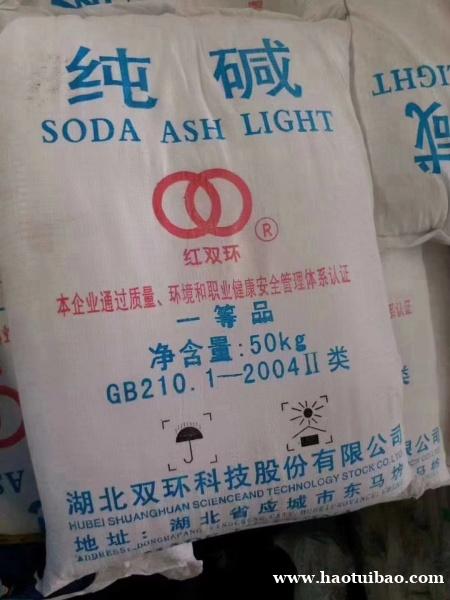 纯碱
SODA ASH LIGHT
红双环
®
本企业通过质量、环境和职业健康安全管理体系认证
一等品
净含量:50kg
GB210.1—2004Ⅱ类
湖北双环科技股份有限公司
HUBEI SHUANGHUAN SCIENCE AND TECHNOLOGY STOCK CO.,LTD
地址:湖北省应城市东马坊
LIGHT
碱
www.haotuibao.com